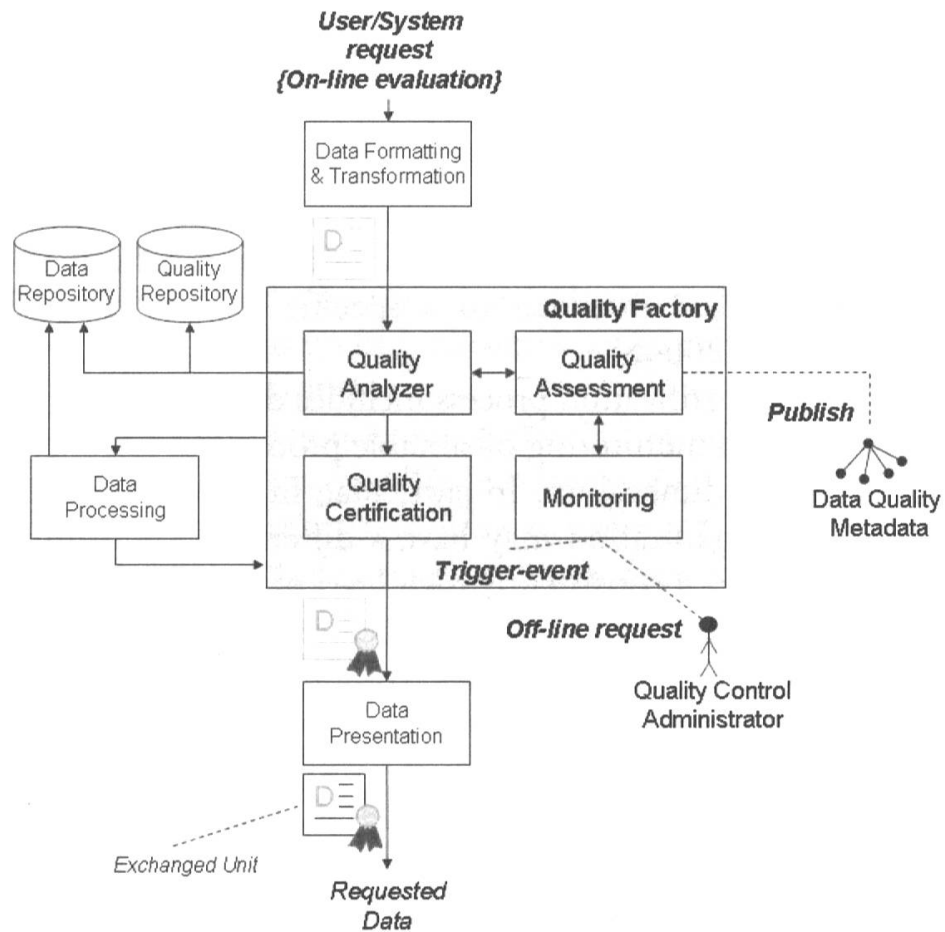 User/System
request
{On-line evaluation}
Data Formatting
& Transformation
D
Data
Repository
Quality
Repository
Quality Factory
Quality
Analyzer
Quality
Assessment
Publish
Data
Processing
Quality
Certification
Monitoring
Data Quality
Metadata
Trigger-event
D
Off-line request
Quality Control
Administrator
Data
Presentation
D
Exchanged Unit
Requested
Data